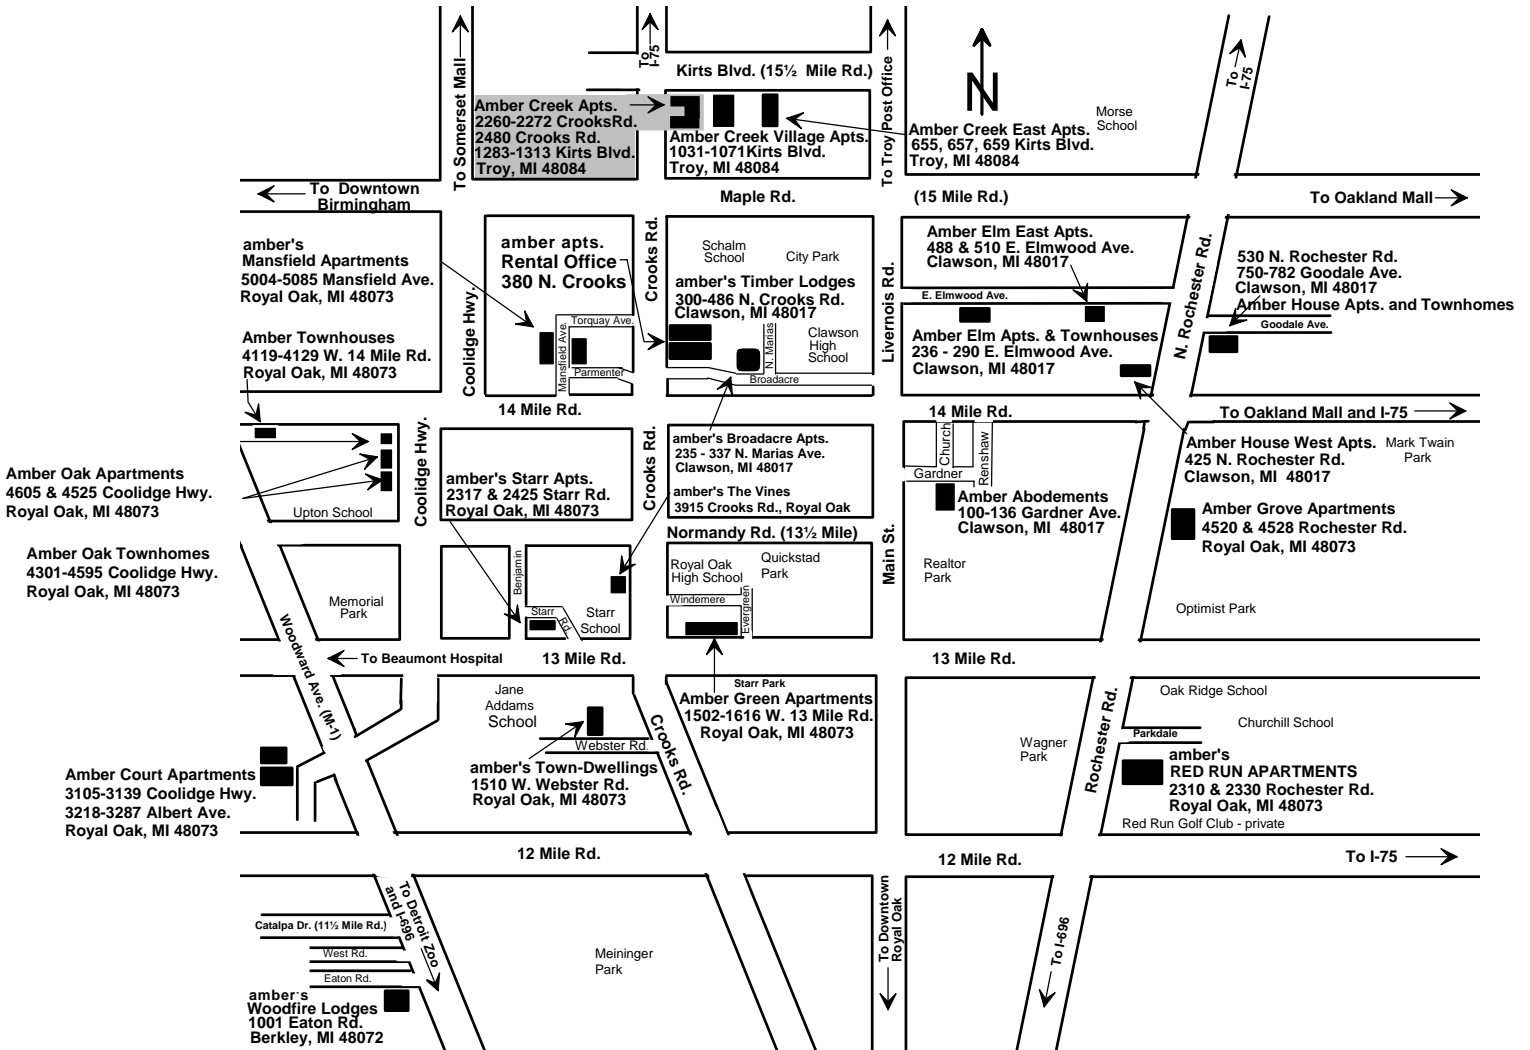 To Somerset Mall
To
I-75
Kirts Blvd. (15½ Mile Rd.)
To Troy Post Office
N
To
I-75
Amber Creek Apts.
2260-2272 CrooksRd.
2480 Crooks Rd.
1283-1313 Kirts Blvd.
Troy, MI 48084
Amber Creek Village Apts.
1031-1071Kirts Blvd.
Troy, MI 48084
Amber Creek East Apts.
655, 657, 659 Kirts Blvd.
Troy, MI 48084
Morse
School
To Downtown
Birmingham
Maple Rd.
(15 Mile Rd.)
To Oakland Mall
amber's
Mansfield Apartments
5004-5085 Mansfield Ave.
Royal Oak, MI 48073
Amber Townhouses
4119-4129 W. 14 Mile Rd.
Royal Oak, MI 48073
Coolidge Hwy.
amber apts.
Rental Office
380 N. Crooks
Torquay Ave.
Mansfield Ave.
Parmenter
Crooks Rd.
Schalm
School
City Park
amber's Timber Lodges
300-486 N. Crooks Rd.
Clawson, MI 48017
N. Marias
Clawson
High
School
Broadacre
Livernois Rd.
Amber Elm East Apts.
488 & 510 E. Elmwood Ave.
Clawson, MI 48017
E. Elmwood Ave.
Amber Elm Apts. & Townhouses
236 - 290 E. Elmwood Ave.
Clawson, MI 48017
N. Rochester Rd.
530 N. Rochester Rd.
750-782 Goodale Ave.
Clawson, MI 48017
Amber House Apts. and Townhomes
Goodale Ave.
14 Mile Rd.
14 Mile Rd.
To Oakland Mall and I-75
Amber Oak Apartments
4605 & 4525 Coolidge Hwy.
Royal Oak, MI 48073
Upton School
Coolidge Hwy.
amber's Starr Apts.
2317 & 2425 Starr Rd.
Royal Oak, MI 48073
Crooks Rd.
amber's Broadacre Apts.
235 - 337 N. Marias Ave.
Clawson, MI 48017
amber's The Vines
3915 Crooks Rd., Royal Oak
Church
Renshaw
Gardner
Amber Abodements
100-136 Gardner Ave.
Clawson, MI 48017
Amber House West Apts.
425 N. Rochester Rd.
Clawson, MI 48017
Mark Twain
Park
Amber Grove Apartments
4520 & 4528 Rochester Rd.
Royal Oak, MI 48073
Normandy Rd. (13½ Mile)
Amber Oak Townhomes
4301-4595 Coolidge Hwy.
Royal Oak, MI 48073
Memorial
Park
Benjamin
Starr
Rd.
Starr
School
Royal Oak
High School
Quickstad
Park
Windemere
Evergreen
Main St.
Realtor
Park
Optimist Park
Woodward Ave. (M-1)
To Beaumont Hospital
13 Mile Rd.
13 Mile Rd.
Jane
Addams
School
Webster Rd.
amber's Town-Dwellings
1510 W. Webster Rd.
Royal Oak, MI 48073
Crooks Rd.
Starr Park
Amber Green Apartments
1502-1616 W. 13 Mile Rd.
Royal Oak, MI 48073
Wagner
Park
Rochester Rd.
Oak Ridge School
Churchill School
Parkdale
amber's
RED RUN APARTMENTS
2310 & 2330 Rochester Rd.
Royal Oak, MI 48073
Red Run Golf Club - private
Amber Court Apartments
3105-3139 Coolidge Hwy.
3218-3287 Albert Ave.
Royal Oak, MI 48073
12 Mile Rd.
12 Mile Rd.
To I-75
To Detroit Zoo
and I-696
Catalpa Dr. (11½ Mile Rd.)
West Rd.
Eaton Rd.
amber's
Woodfire Lodges
1001 Eaton Rd.
Berkley, MI 48072
Meininger
Park
To Downtown
Royal Oak
To I-696